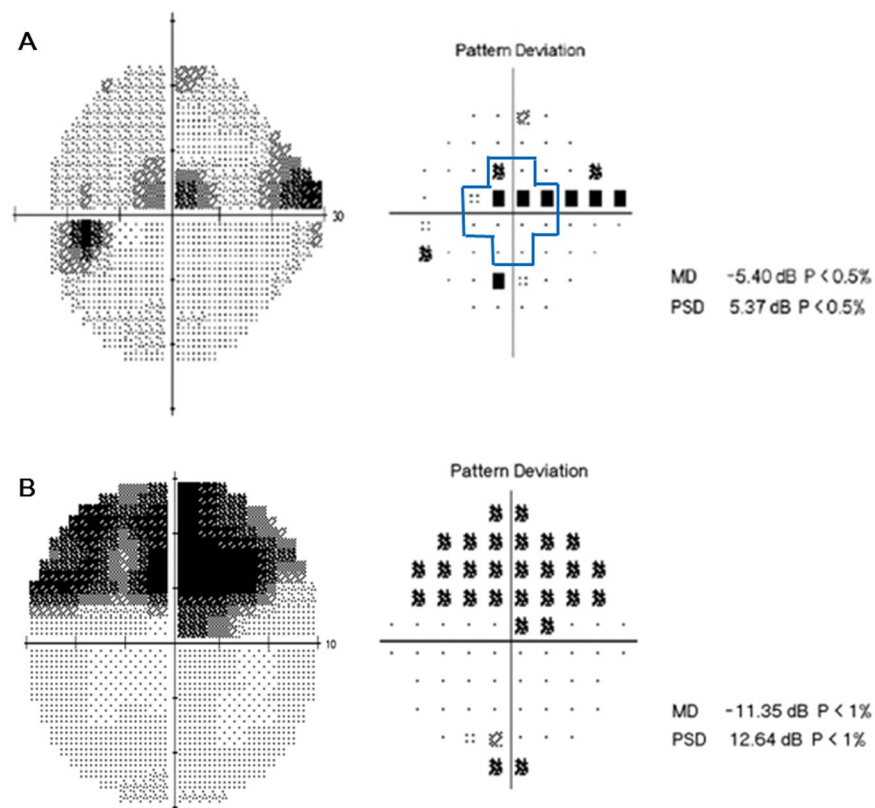 A
Pattern Deviation
30
MD -5.40 dB P < 0.5%
PSD 5.37 dB P < 0.5%
B
Pattern Deviation
10
MD -11.35 dB P < 1%
PSD 12.64 dB P < 1%